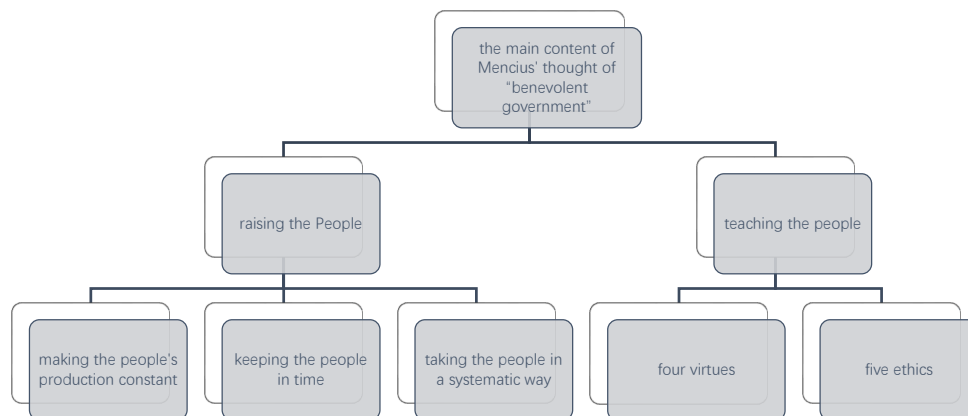 the main content of
Mencius' thought of
“benevolent
government”
raising the People
teaching the people
making the people's
production constant
keeping the people
in time
taking the people in
a systematic way
four virtues
five ethics